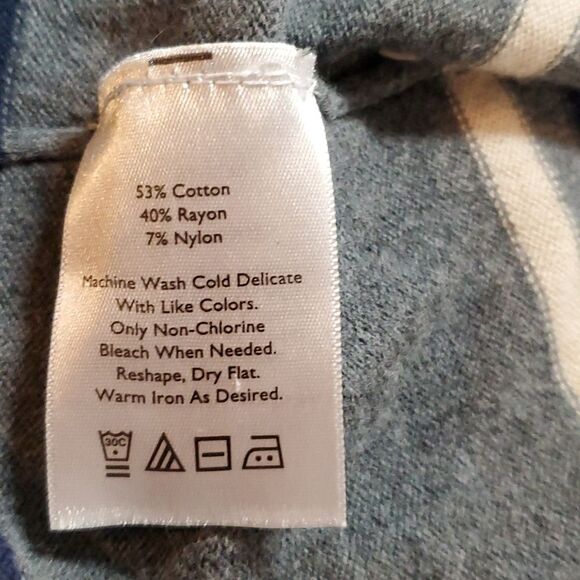 53% Cotton
40% Rayon
7% Nylon
Machine Wash Cold Delicate
With Like Colors.
Only Non-Chlorine
Bleach When Needed.
Reshape, Dry Flat.
Warm Iron As Desired.
30C